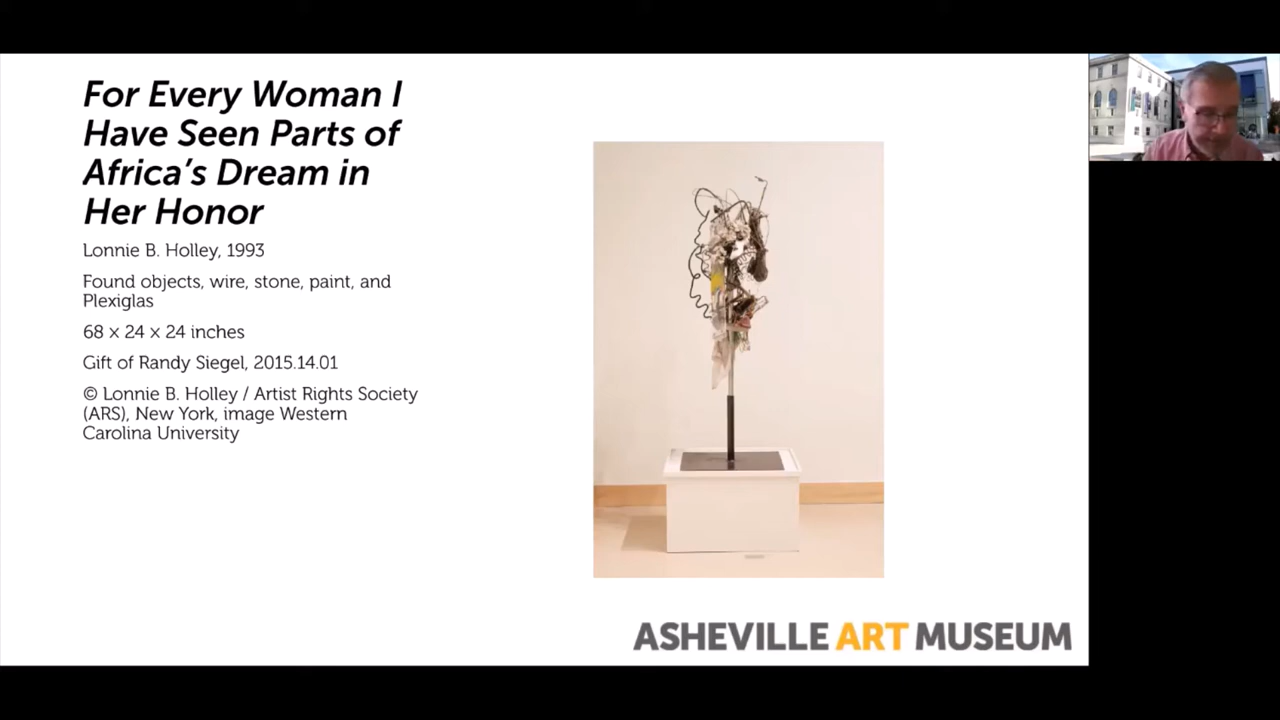 For Every Woman I
Have Seen Parts of
Africa’s Dream in
Her Honor
Lonnie B. Holley, 1993
Found objects, wire, stone, paint, and
Plexiglas
68 × 24 × 24 inches
Gift of Randy Siegel, 2015.14.01
© Lonnie B. Holley / Artist Rights Society
(ARS), New York, image Western
Carolina University
ASHEVILLE ART MUSEUM